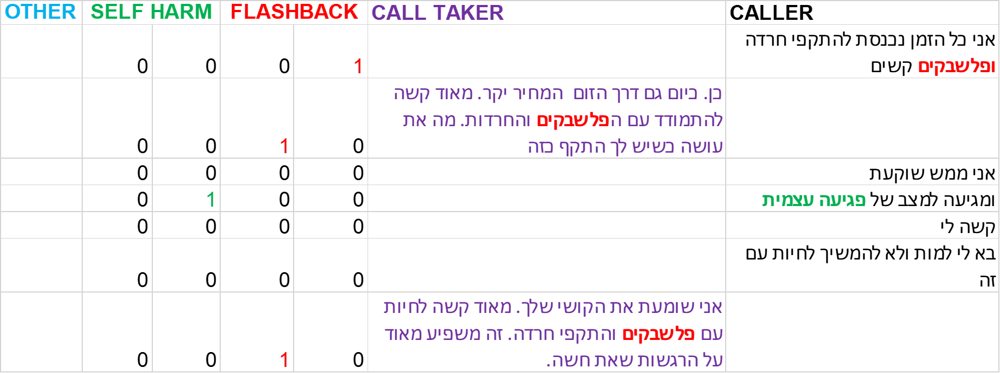 OTHER SELF HARM FLASHBACK CALL TAKER CALLER
אני כל הזמן נכנסת להתקפי חרדה
ופלשבקים קשים
0 0 0 1
כן. כיום גם דרך הזום  המחיר יקר. מאוד קשה
להתמודד עם הפלשבקים והחרדות. מה את
עושה כשיש לך התקף כזה
0 0 1 0
אני ממש שוקעת
0 0 0 0
ומגיעה למצב של פגיעה עצמית
0 1 0 0
קשה לי
0 0 0 0
בא לי למות ולא להמשיך לחיות עם
זה
0 0 0 0
אני שומעת את הקושי שלך. מאוד קשה לחיות
עם פלשבקים והתקפי חרדה. זה משפיע מאוד
על הרגשות שאת חשה.
0 0 1 0